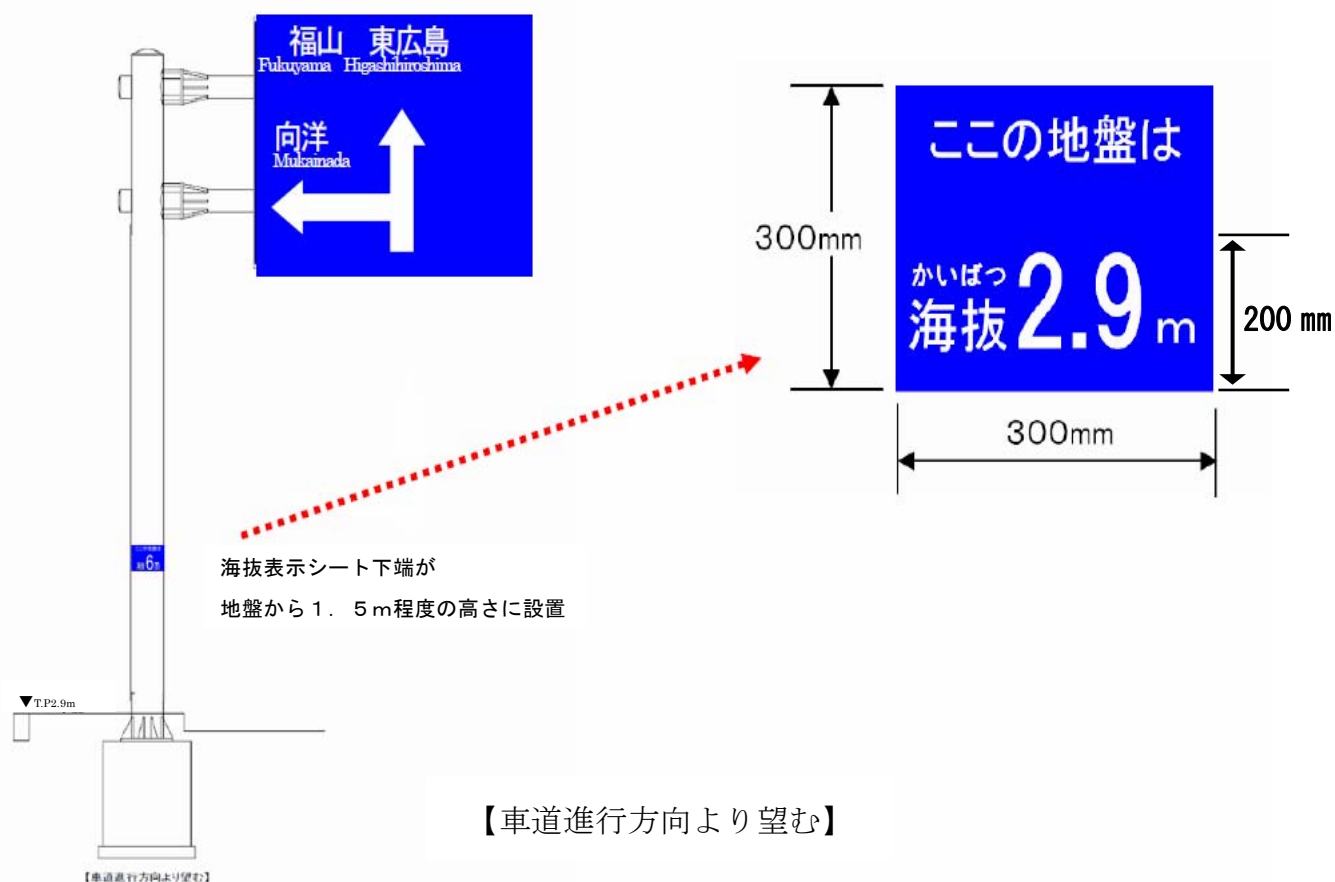 福山 東広島
Fukuyama Higashihiroshima
向洋
Mukainada
ここの地盤は
かいばつ
海抜2.9m
300mm
200 mm
300mm
6
海抜表示シート下端が
地盤から1．5m程度の高さに設置
▼T.P2.9m
【車道進行方向より望む】
【車道進行方向より望む】